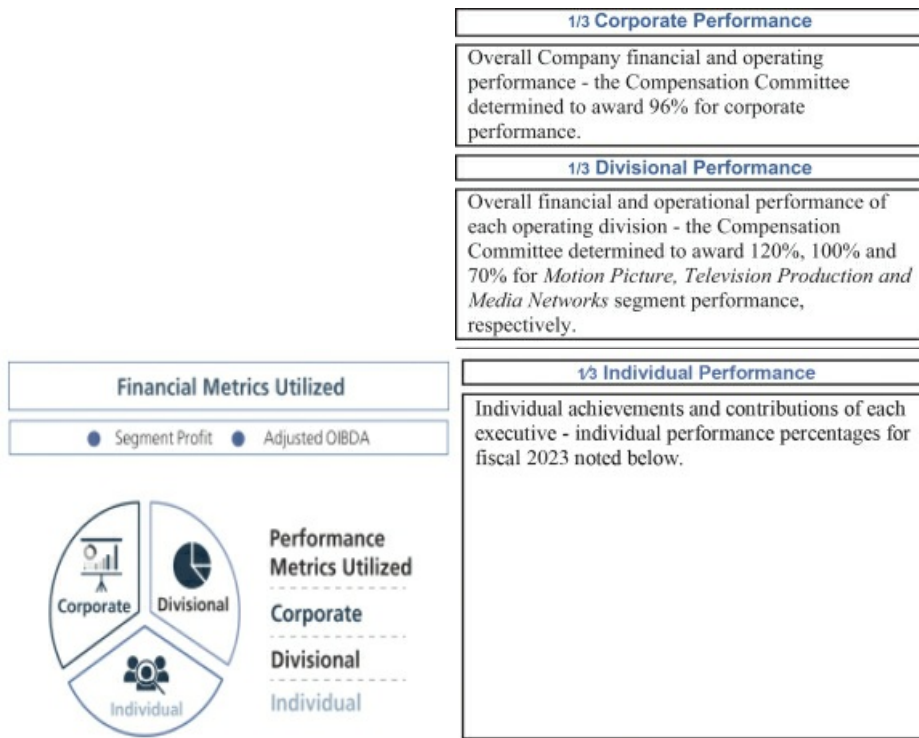 1/3 Corporate Performance
Overall Company financial and operating
performance - the Compensation Committee
determined to award 96% for corporate
performance.
1/3 Divisional Performance
Overall financial and operational performance of
each operating division - the Compensation
Committee determined to award 120%, 100% and
70% for Motion Picture, Television Production and
Media Networks segment performance,
respectively.
Financial Metrics Utilized
Segment Profit Adjusted OIBDA
Corporate
Divisional
Individual
Performance
Metrics Utilized
Corporate
Divisional
Individual
1⁄3 Individual Performance
Individual achievements and contributions of each
executive - individual performance percentages for
fiscal 2023 noted below.